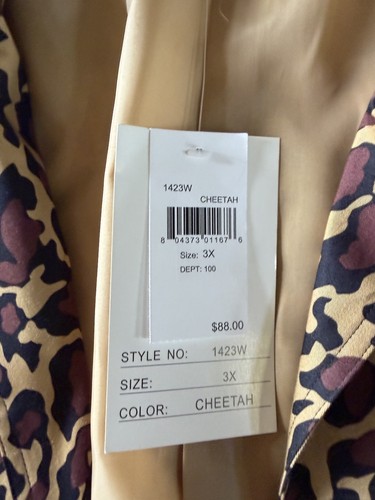 1423W
CHEETAH
8 04373 01167 6
Size: 3X
DEPT: 100
$88.00
STYLE NO: 1423W
SIZE: 3X
COLOR: CHEETAH